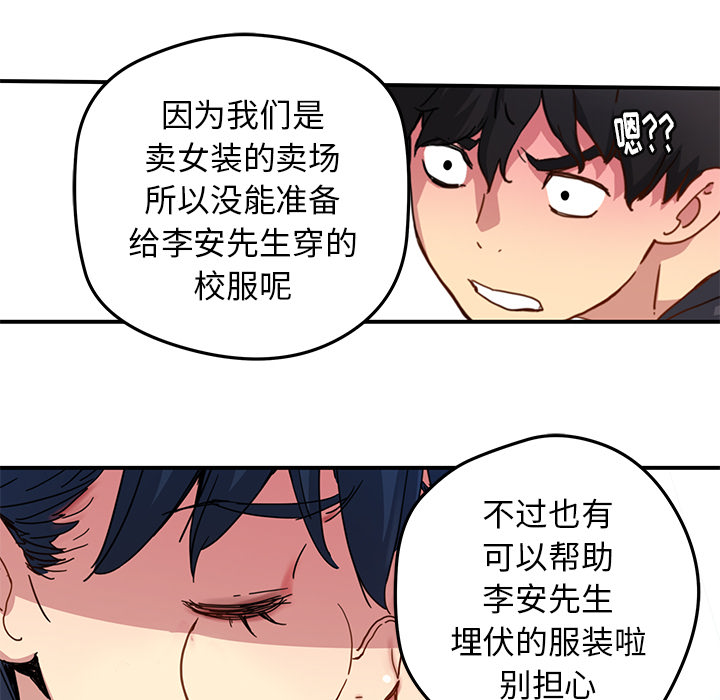 因为我们是
卖女装的卖场
所以没能准备
给李安先生穿的
校服呢
嗯??
不过也有
可以帮助
李安先生
埋伏的服装啦
别担心